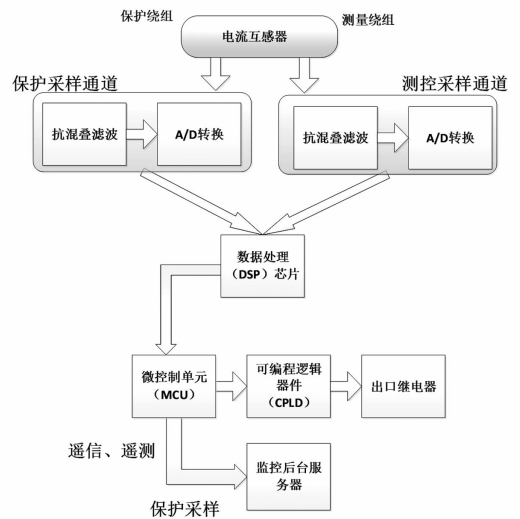 保护绕组
测量绕组
电流互感器
保护采样通道
测控采样通道
抗混叠滤波
A/D转换
抗混叠滤波
A/D转换
数据处理
（DSP）芯片
微控制单元
（MCU）
可编程逻辑
器件
（CPLD）
出口继电器
遥信、遥测
监控后台服
务器
保护采样